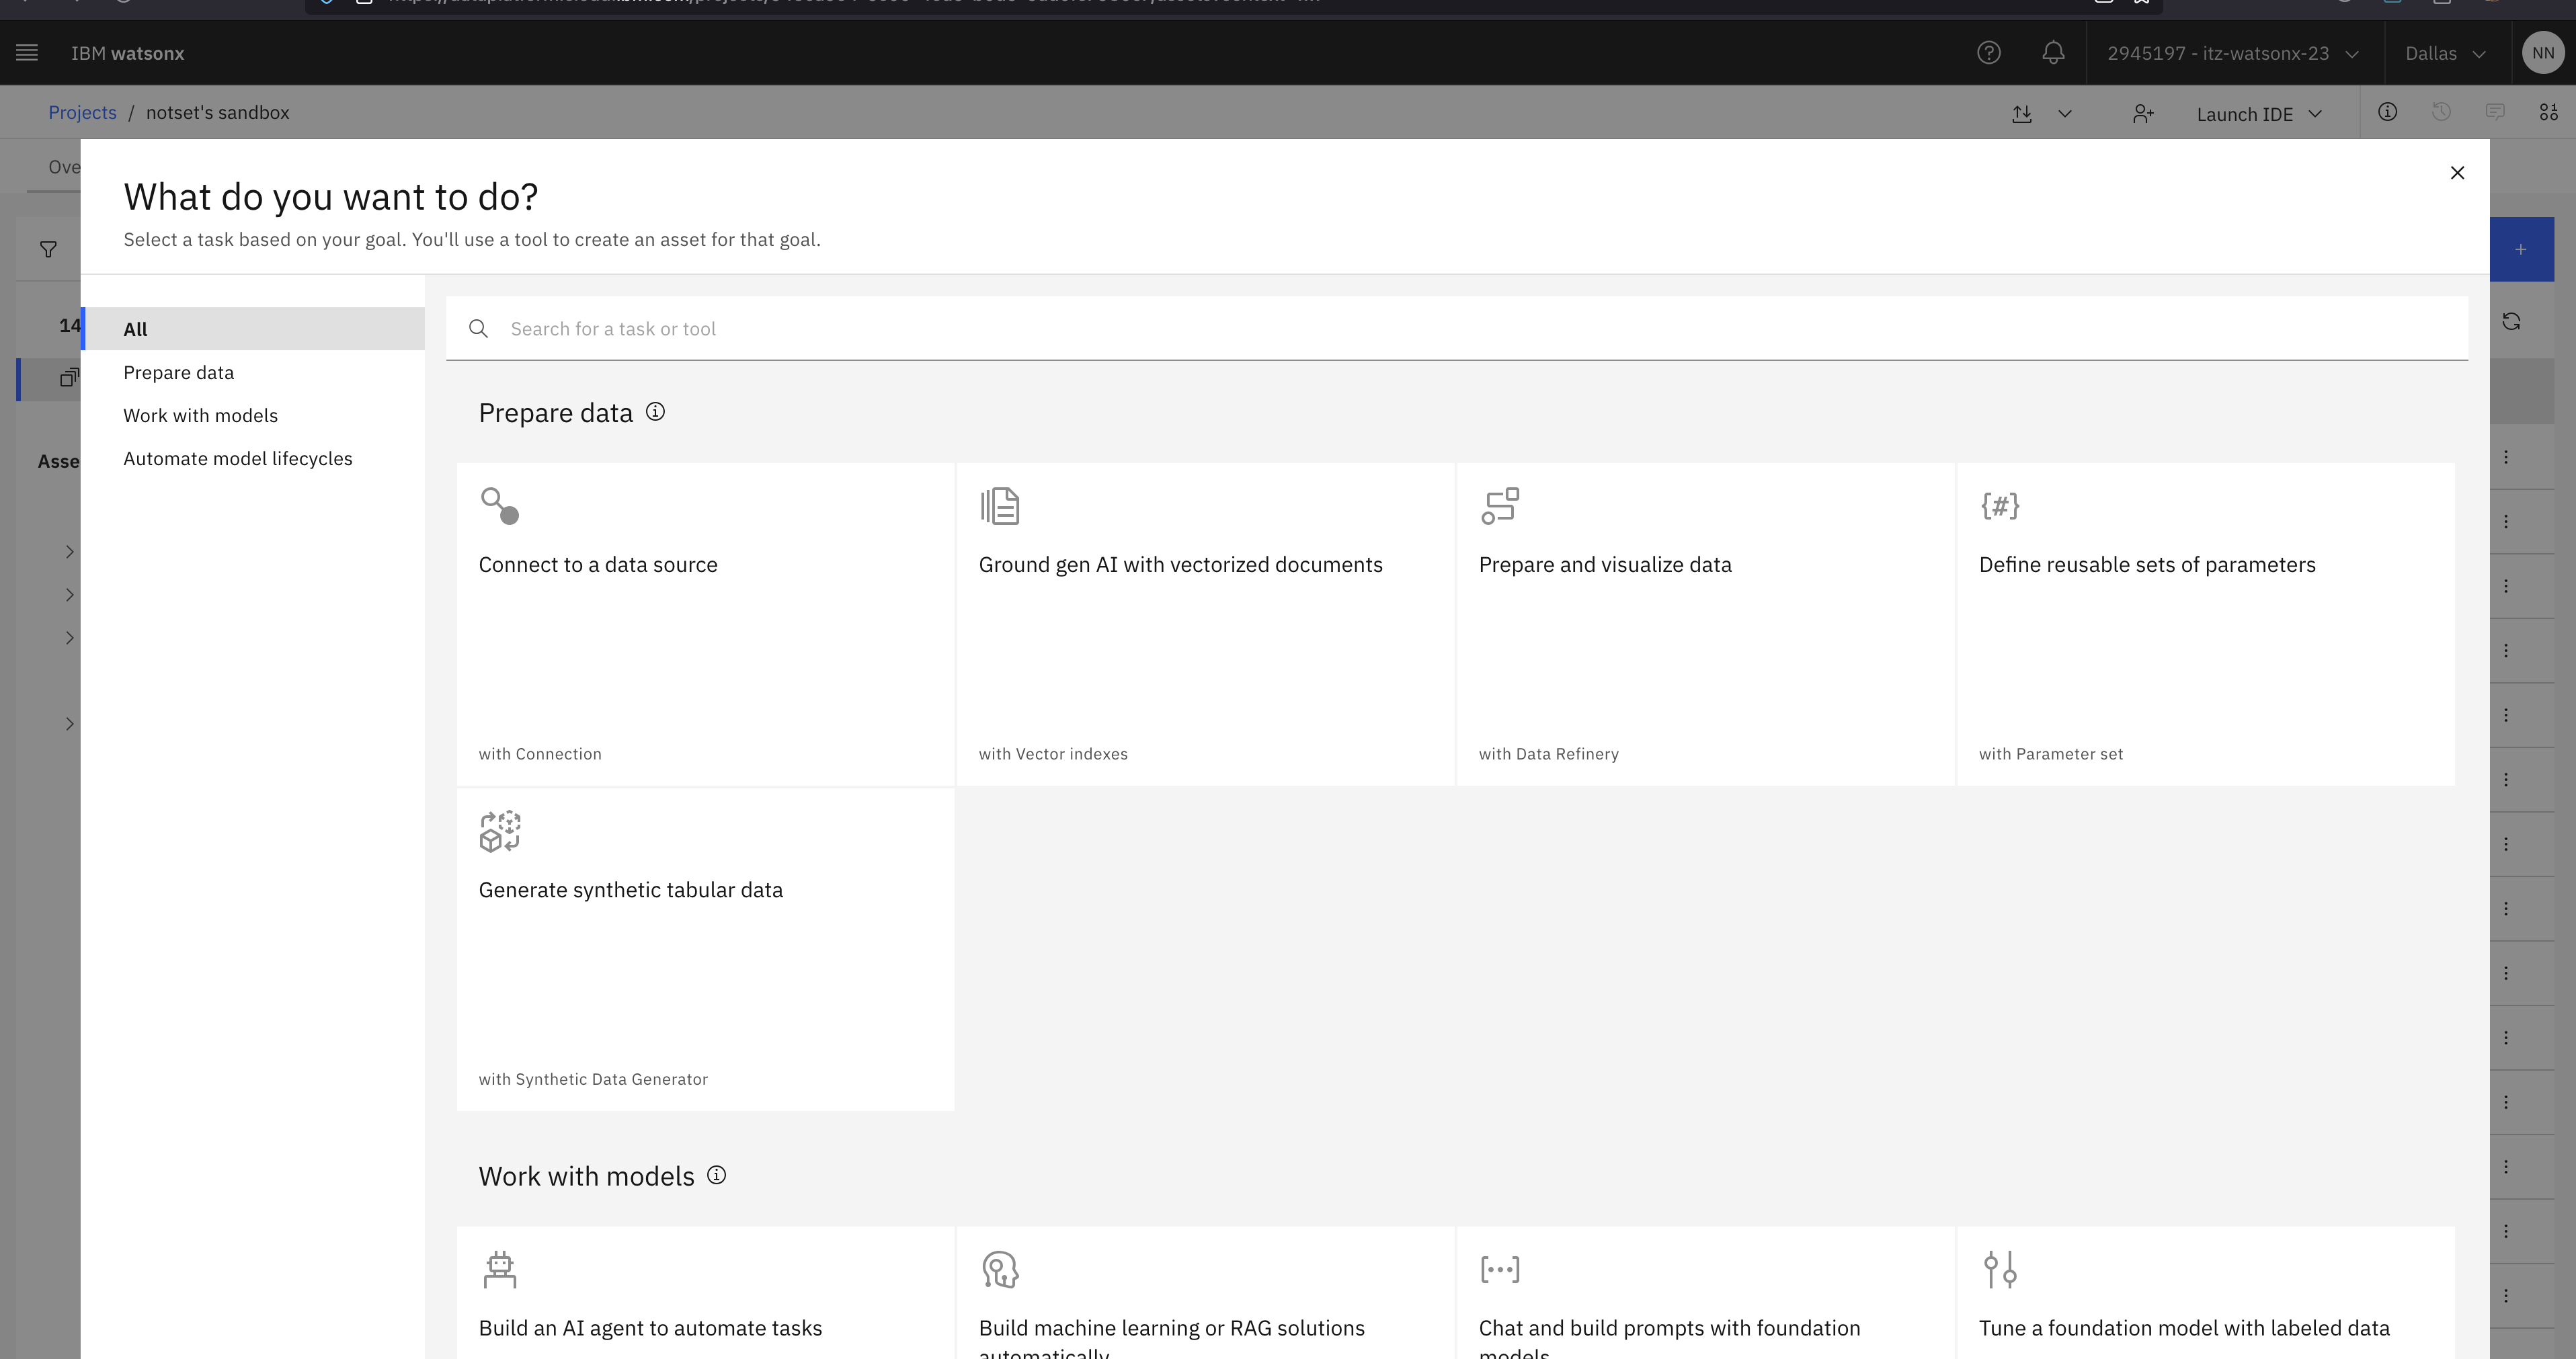 IBM watsonx
2945197 - itz-watsonx-23
Dallas
NN
Projects / notset's sandbox
Launch IDE
Ove
What do you want to do?
Select a task based on your goal. You'll use a tool to create an asset for that goal.
14
Asse
All
Prepare data
Work with models
Automate model lifecycles
Search for a task or tool
Prepare data
Connect to a data source
with Connection
Ground gen AI with vectorized documents
with Vector indexes
Prepare and visualize data
with Data Refinery
{#}
Define reusable sets of parameters
with Parameter set
Generate synthetic tabular data
with Synthetic Data Generator
Work with models
Build an AI agent to automate tasks
Build machine learning or RAG solutions
automatically
Chat and build prompts with foundation
models
Tune a foundation model with labeled data